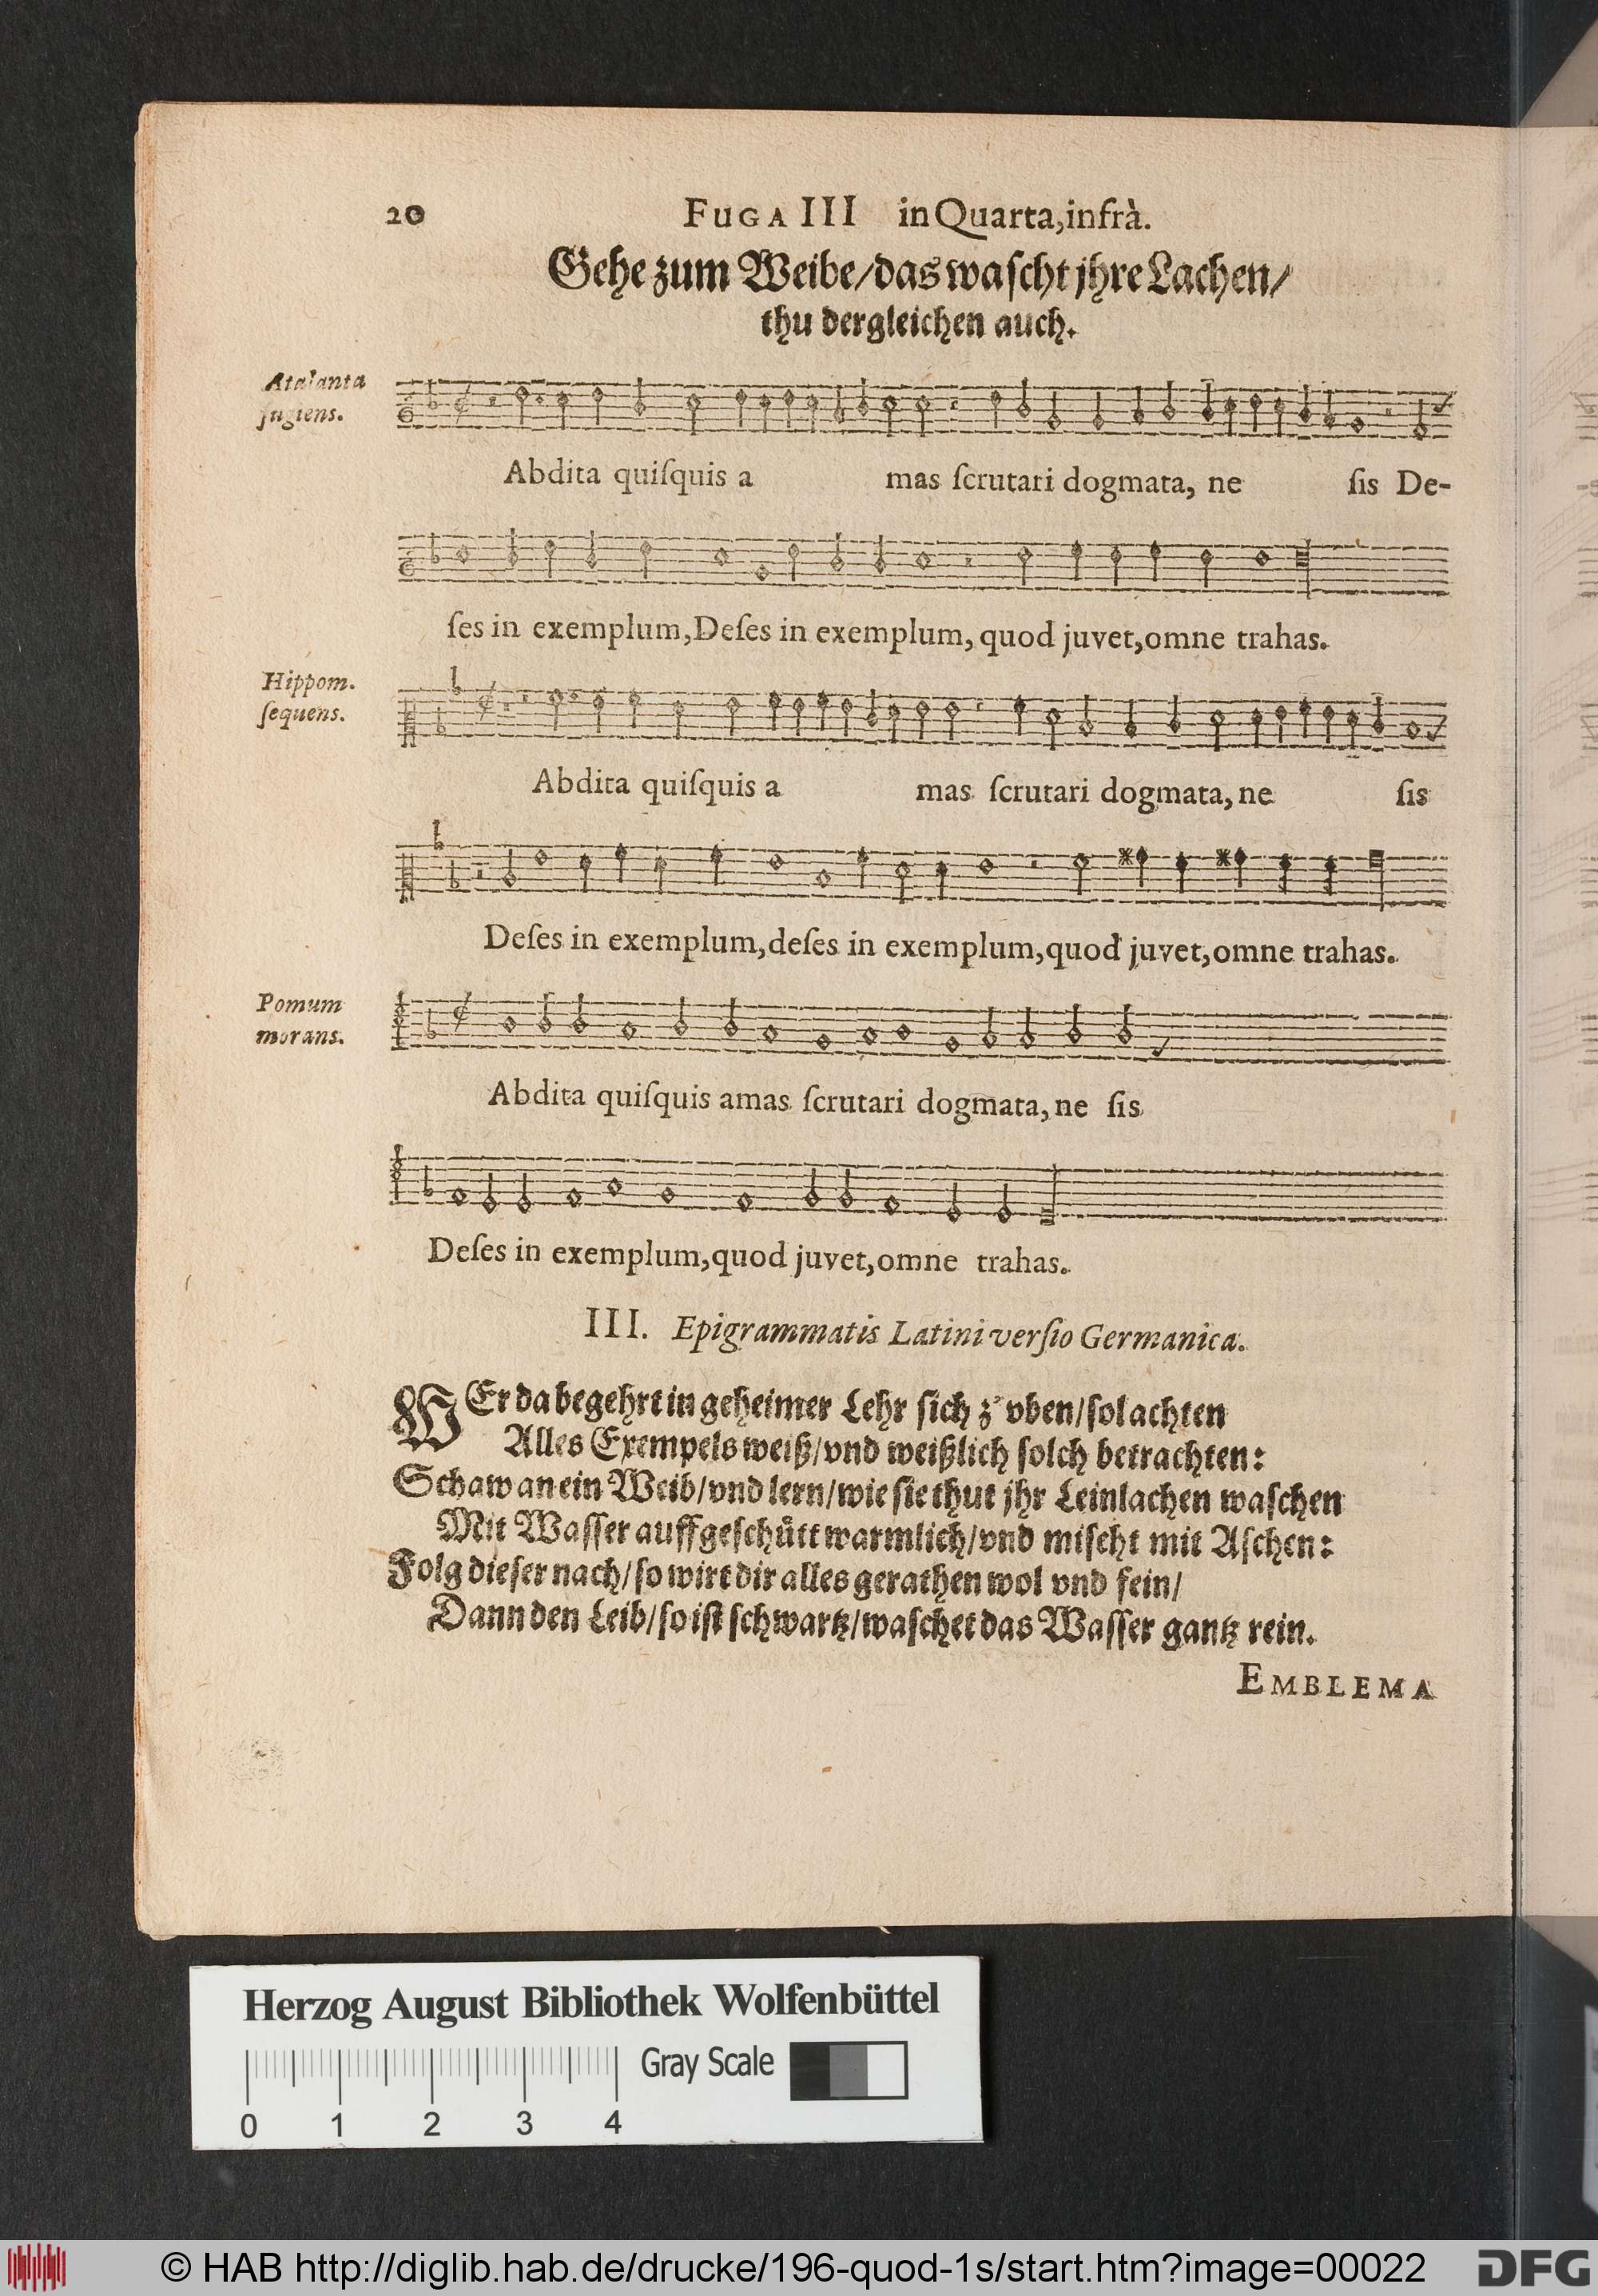 20 FUGA III in Quarta, infrà.
Gehe zum Weibe/das waſcht jhre Lachen/
thu dergleichen auch.
Atalanta
fugiens.
Abdita quiſquis a mas ſcrutari dogmata, ne ſis De-
ſes in exemplum, Deſes in exemplum, quod juvet, omne trahas.
Hippom.
ſequens.
Abdita quiſquis a mas ſcrutari dogmata, ne ſis
Deſes in exemplum, deſes in exemplum, quod juvet, omne trahas.
Pomum
morans.
Abdita quiſquis amas ſcrutari dogmata, ne ſis
Deſes in exemplum, quod juvet, omne trahas.
III. Epigrammatis Latini verſio Germanica.
WEr da begehrt in geheimer Lehr ſich zͦ vben/ſol achten
Alles Exempels weiß/vnd weißlich ſolch betrachten:
Schaw an ein Weib/vnd lern/wie ſie thut jhr Leinlachen waſchen
Mit Waſſer auffgeſchuͤtt warmlich/vnd miſcht mit Aſchen:
Folg dieſer nach/ſo wirt dir alles gerathen wol vnd fein/
Dann den Leib/ſo iſt ſchwartz/waſchet das Waſſer gantz rein.
EMBLEMA
Herzog August Bibliothek Wolfenbüttel
Gray Scale
0 1 2 3 4
© HAB http://diglib.hab.de/drucke/196-quod-1s/start.htm?image=00022 DFG